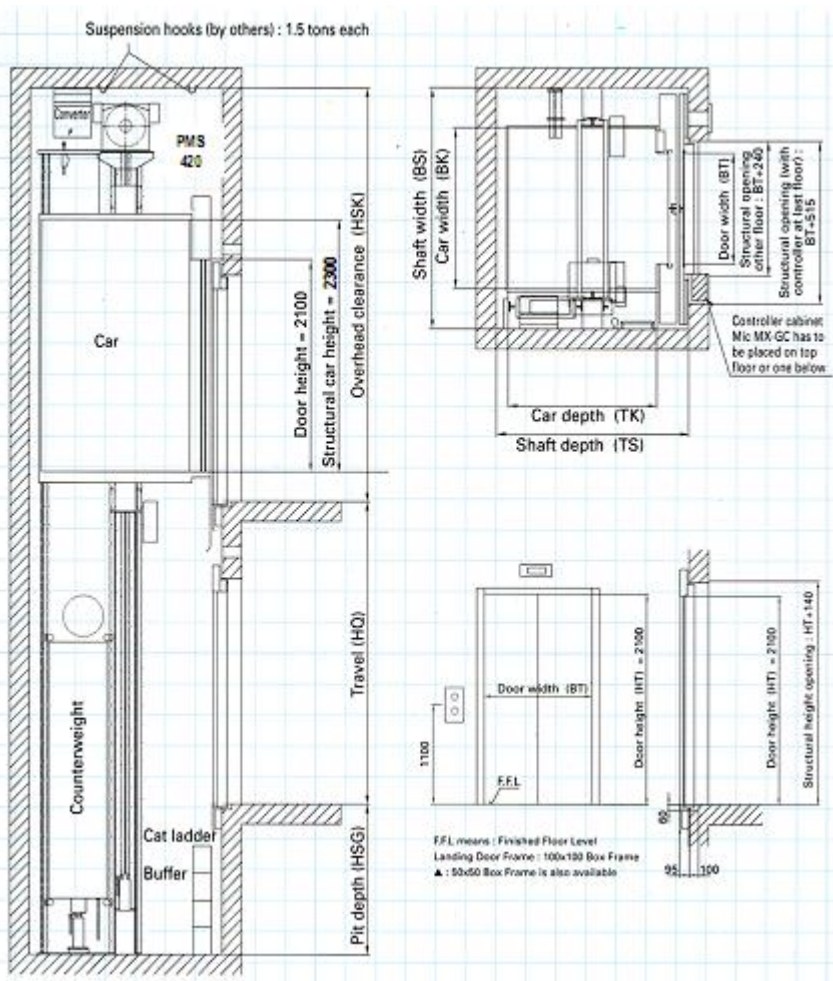 Suspension hooks (by others) : 1.5 tons each
Converter
PMS
420
Car
Door height = 2100
Structural car height = 2300
Overhead clearance (HSK)
Travel (HQ)
Counterweight
Cat ladder
Buffer
Pit depth (HSG)
Shaft width (BS)
Car width (BK)
Door width (BT)
Structural opening
other floor : BT+240
Structural opening (with
controller at last floor) :
BT+515
Controller cabinet
Mic MX-GC has to
be placed on top
floor or one below
Car depth (TK)
Shaft depth (TS)
Door width (BT)
1100
F.F.L
Door height (HT) = 2100
Door height (HT) = 2100
Structural height opening : HT+140
60
95
100
F.F.L means : Finished Floor Level
Landing Door Frame : 100x100 Box Frame
▲ : 50x50 Box Frame is also available